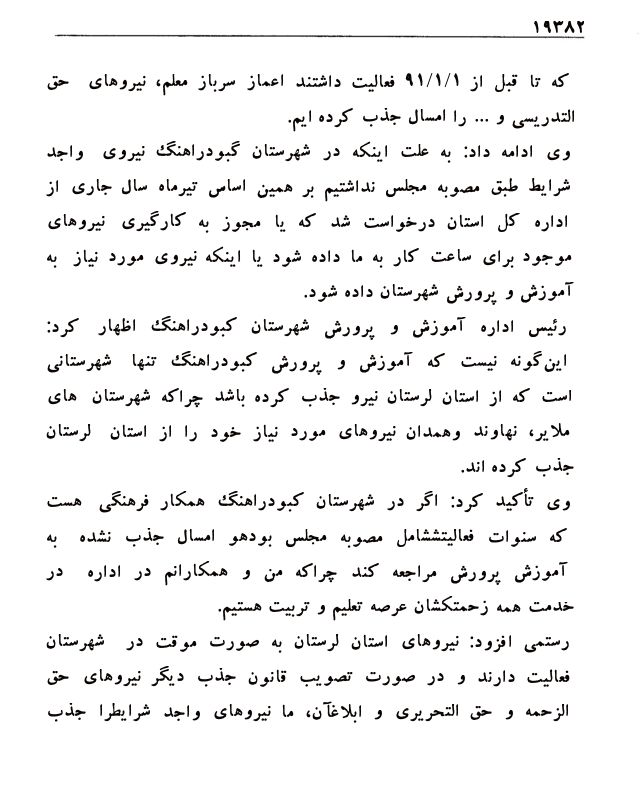 ۱۹۳۸۲
که تا قبل از ۹۱/۱/۱ فعالیت داشتند اعماز سرباز معلم، نیروهای حق
التدریسی و ... را امسال جذب کرده ایم.
وی ادامه داد: به علت اینکه در شهرستان گبودراهنگ نیروی واجد
شرایط طبق مصوبه مجلس نداشتیم بر همین اساس تیرماه سال جاری از
اداره کل استان درخواست شد که یا مجوز به کارگیری نیروهای
موجود برای ساعت کار به ما داده شود یا اینکه نیروی مورد نیاز به
آموزش و پرورش شهرستان داده شود.
رئیس اداره آموزش و پرورش شهرستان کبودراهنگ اظهار کرد:
این‌گونه نیست که آموزش و پرورش کبودراهنگ تنها شهرستانی
است که از استان لرستان نیرو جذب کرده باشد چراکه شهرستان های
ملایر، نهاوند وهمدان نیروهای مورد نیاز خود را از استان لرستان
جذب کرده اند.
وی تأکید کرد: اگر در شهرستان کبودراهنگ همکار فرهنگی هست
که سنوات فعالیتششامل مصوبه مجلس بودهو امسال جذب نشده به
آموزش پرورش مراجعه کند چراکه من و همکارانم در اداره در
خدمت همه زحمتکشان عرصه تعلیم و تربیت هستیم.
رستمی افزود: نیروهای استان لرستان به صورت موقت در شهرستان
فعالیت دارند و در صورت تصویب قانون جذب دیگر نیروهای حق
الزحمه و حق التحریری و ابلاغآن، ما نیروهای واجد شرایطرا جذب